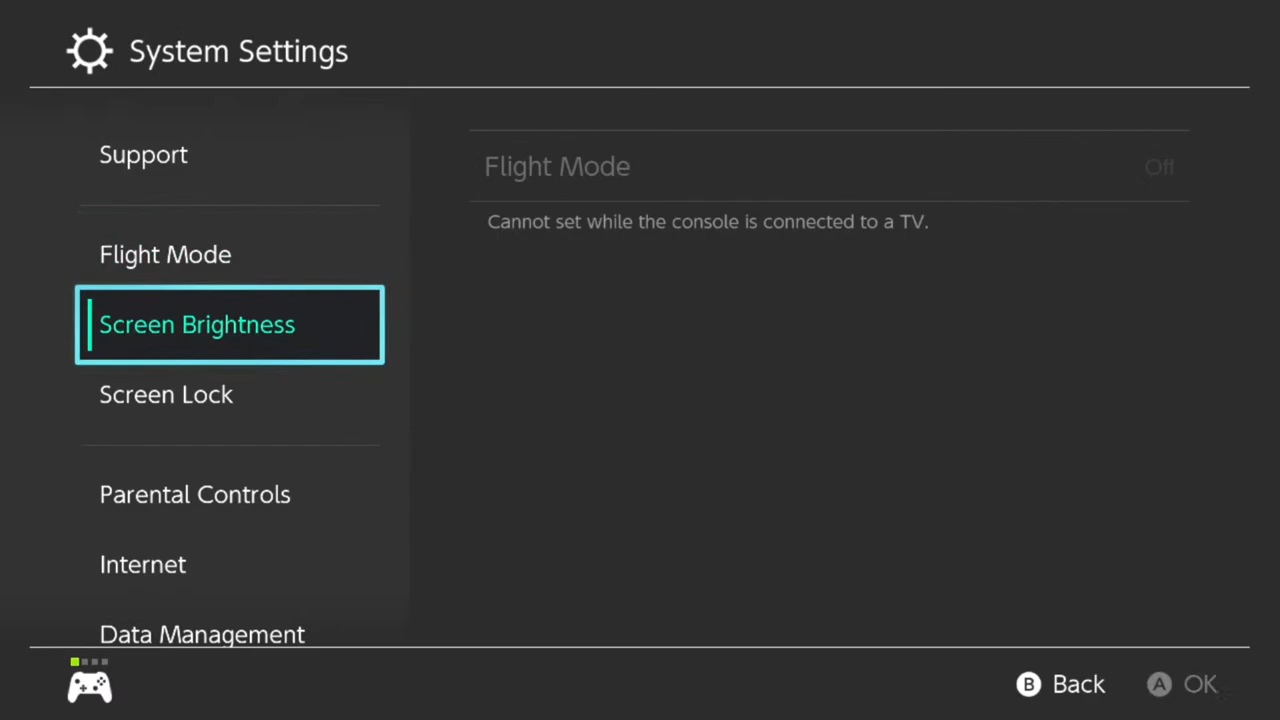 System Settings
Support
Flight Mode
Screen Brightness
Screen Lock
Parental Controls
Internet
Data Management
Flight Mode Off
Cannot set while the console is connected to a TV.
B Back A OK